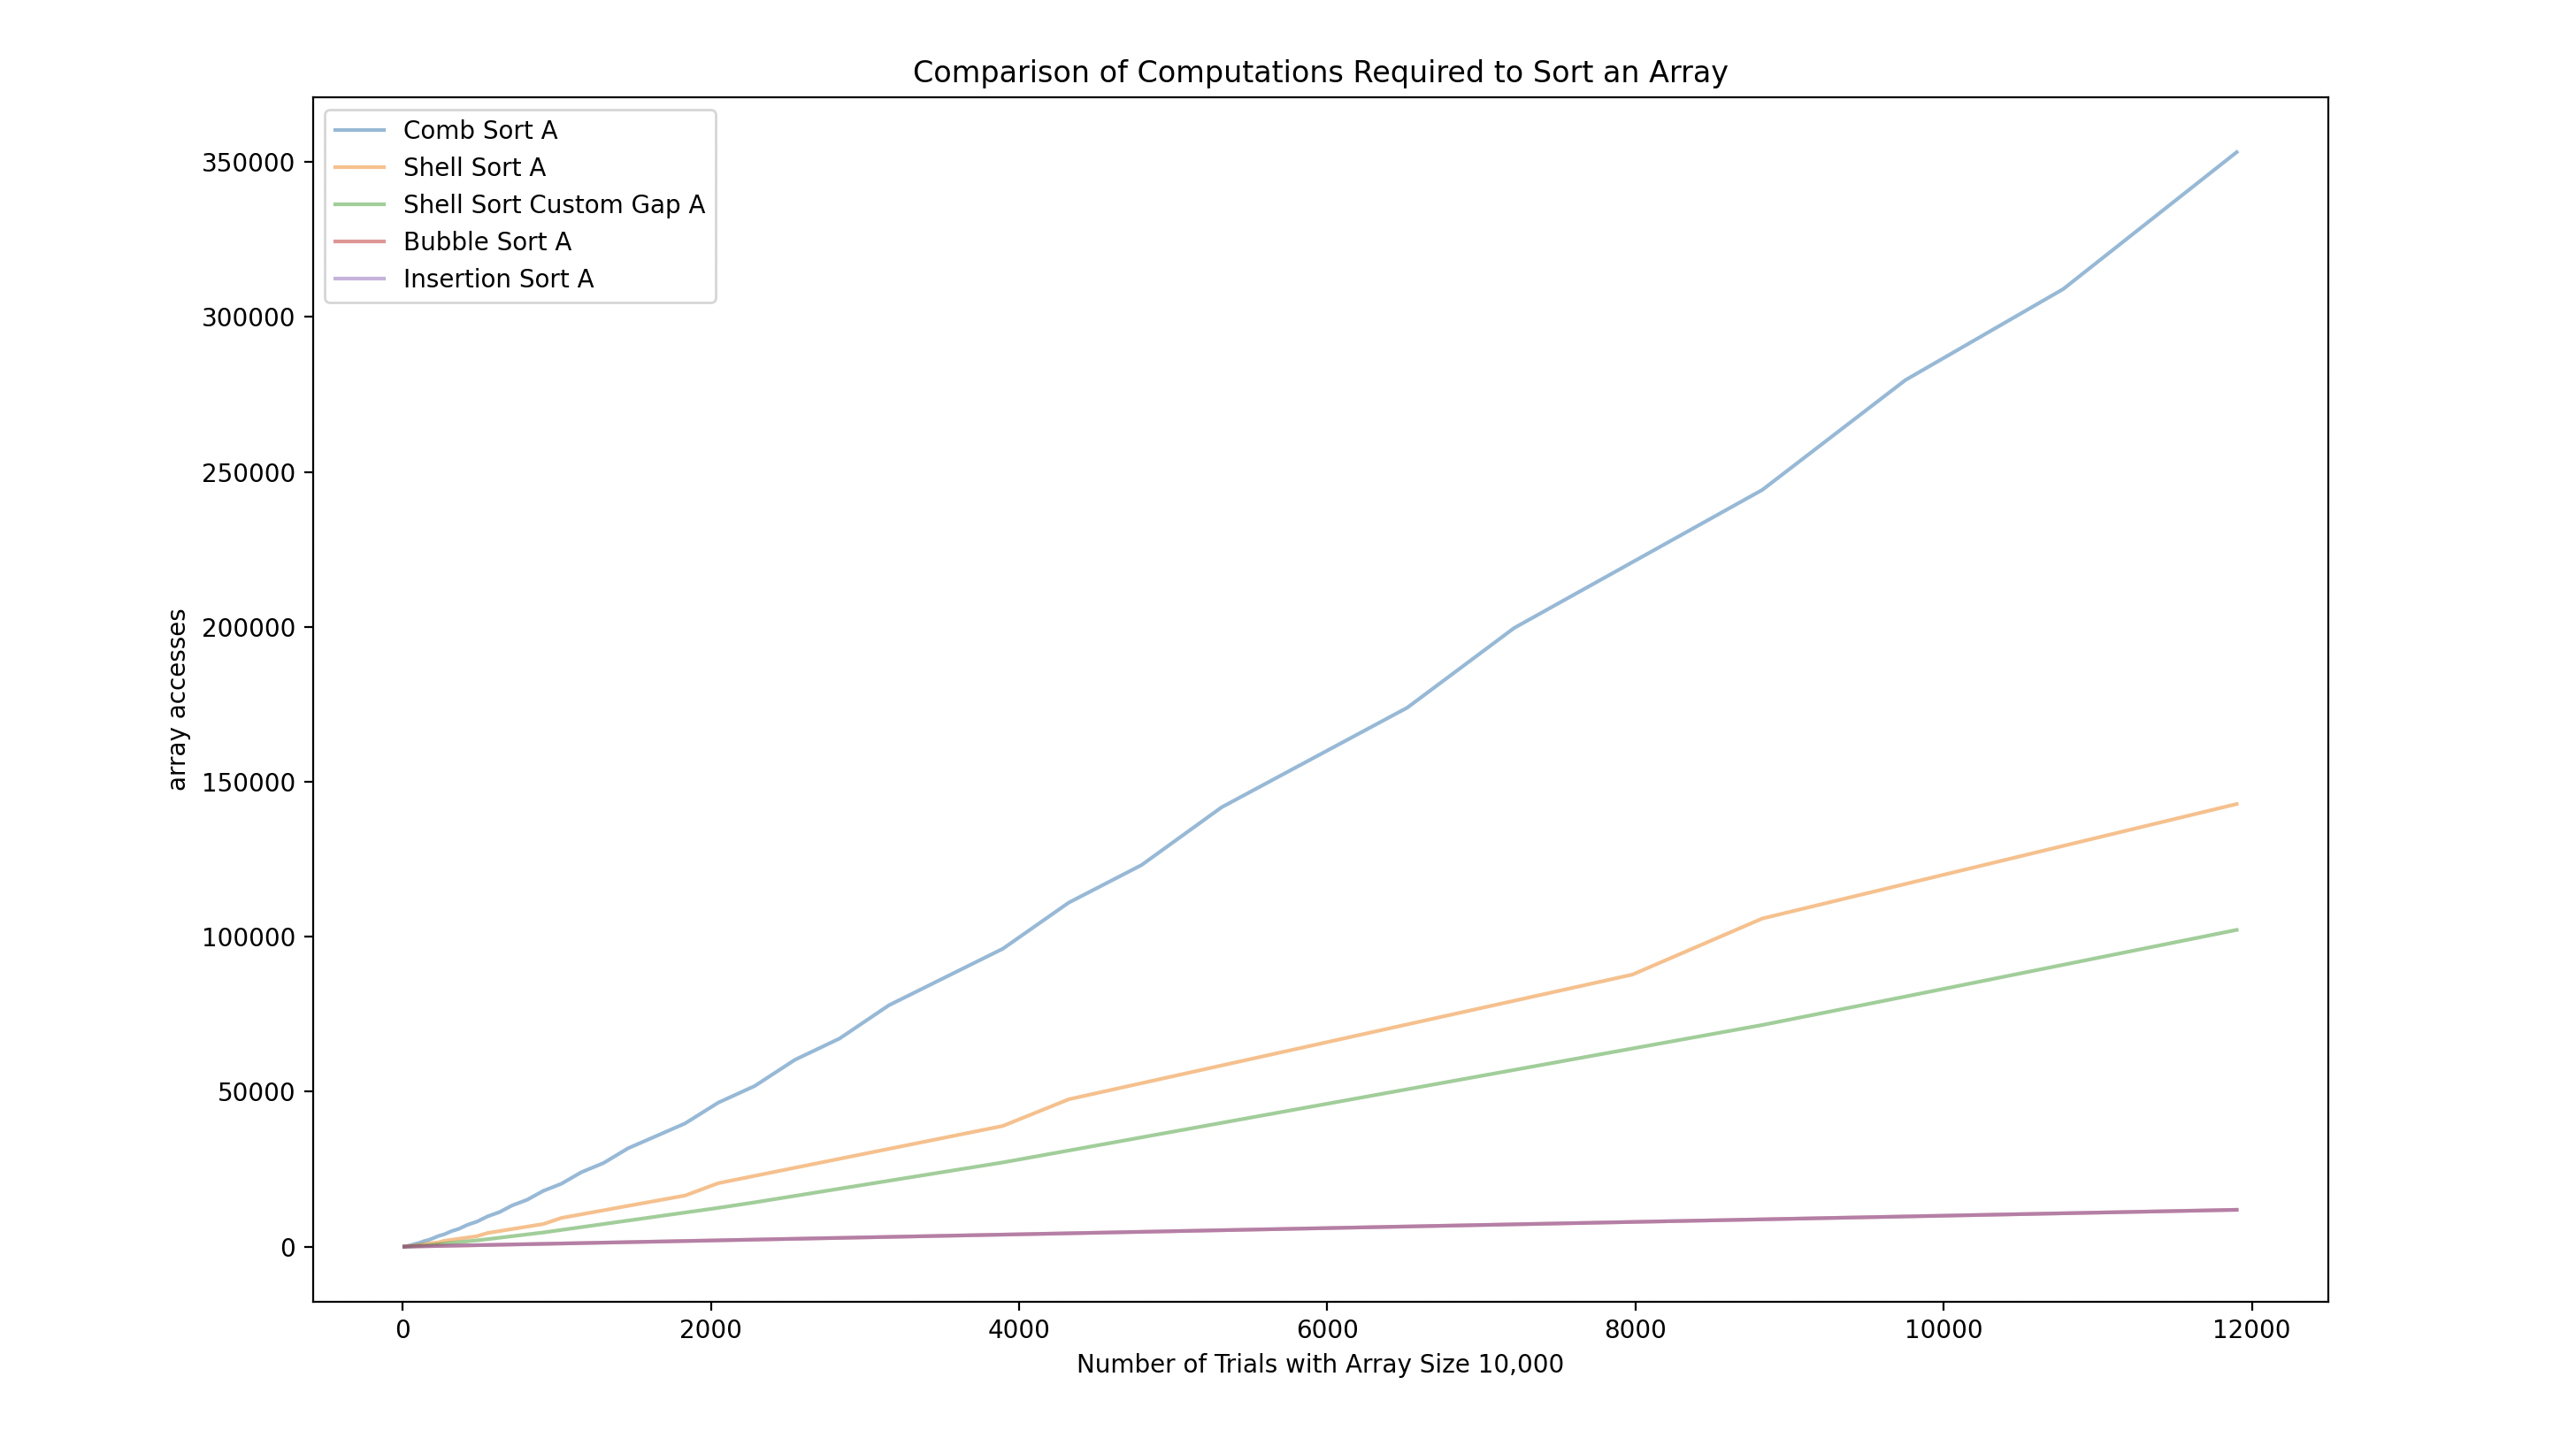 Comparison of Computations Required to Sort an Array
Comb Sort A
Shell Sort A
Shell Sort Custom Gap A
Bubble Sort A
Insertion Sort A
350000
300000
250000
200000
150000
100000
50000
0
array accesses
0 2000 4000 6000 8000 10000 12000
Number of Trials with Array Size 10,000